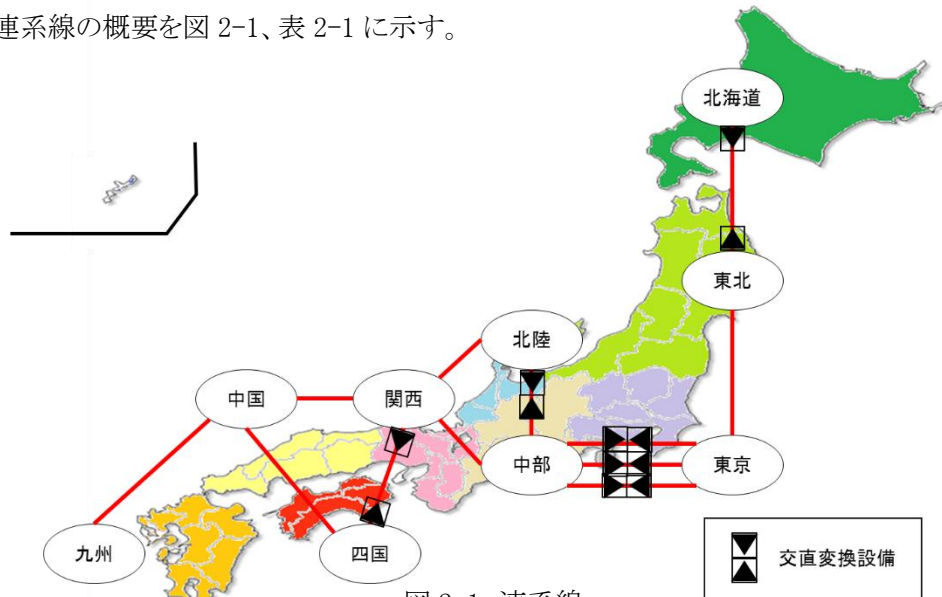 連系線の概要を図 2-1、表 2-1 に示す。
北海道
東北
北陸
中国
関西
中部
東京
九州
四国
交直変換設備